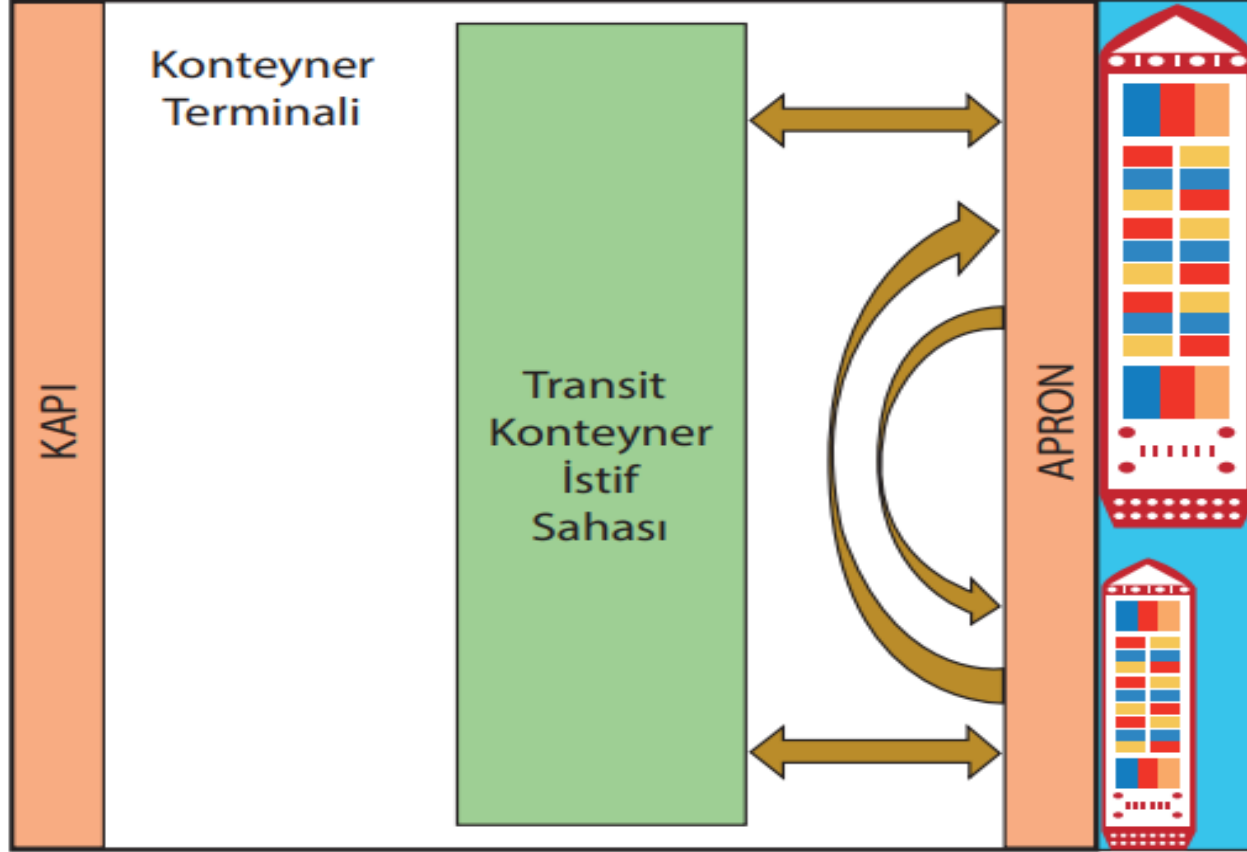 KAPI
Konteyner
Terminali
Transit
Konteyner
İstif
Sahası
APRON